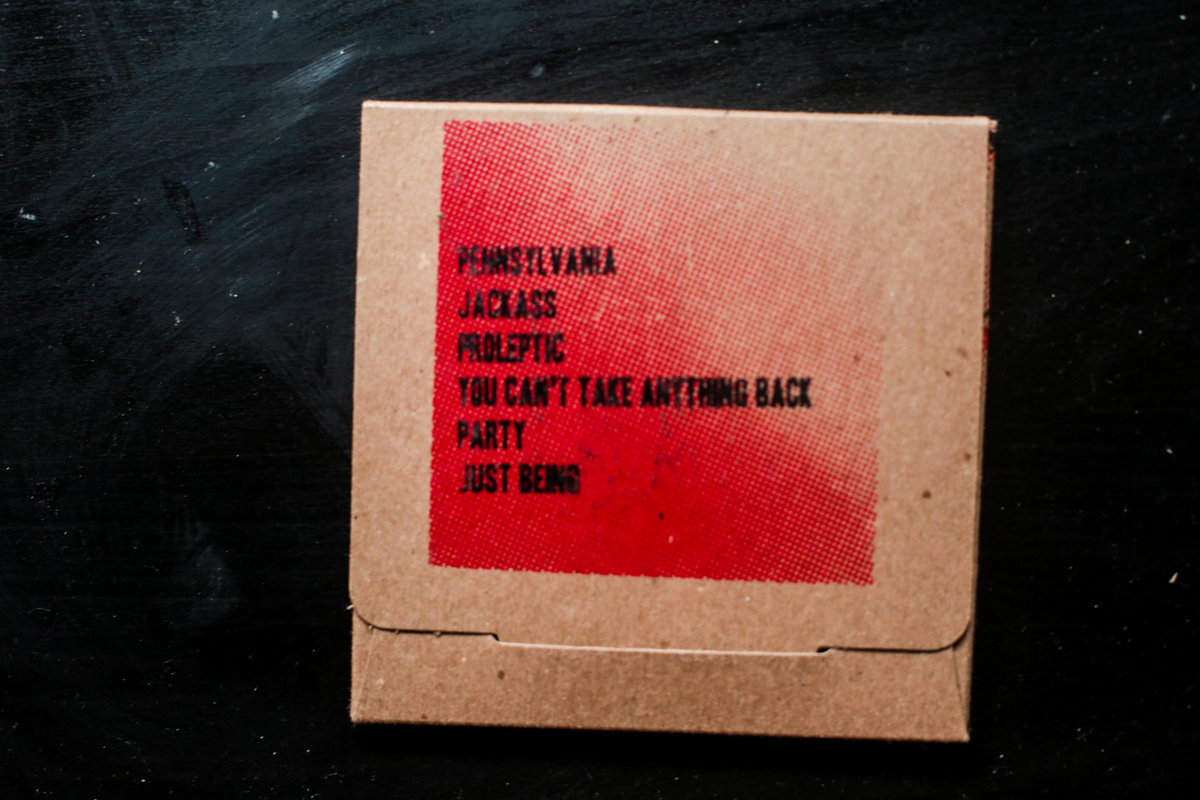 PENNSYLVANIA
JACKASS
PROLEPTIC
YOU CAN'T TAKE ANYTHING BACK
PARTY
JUST BEING